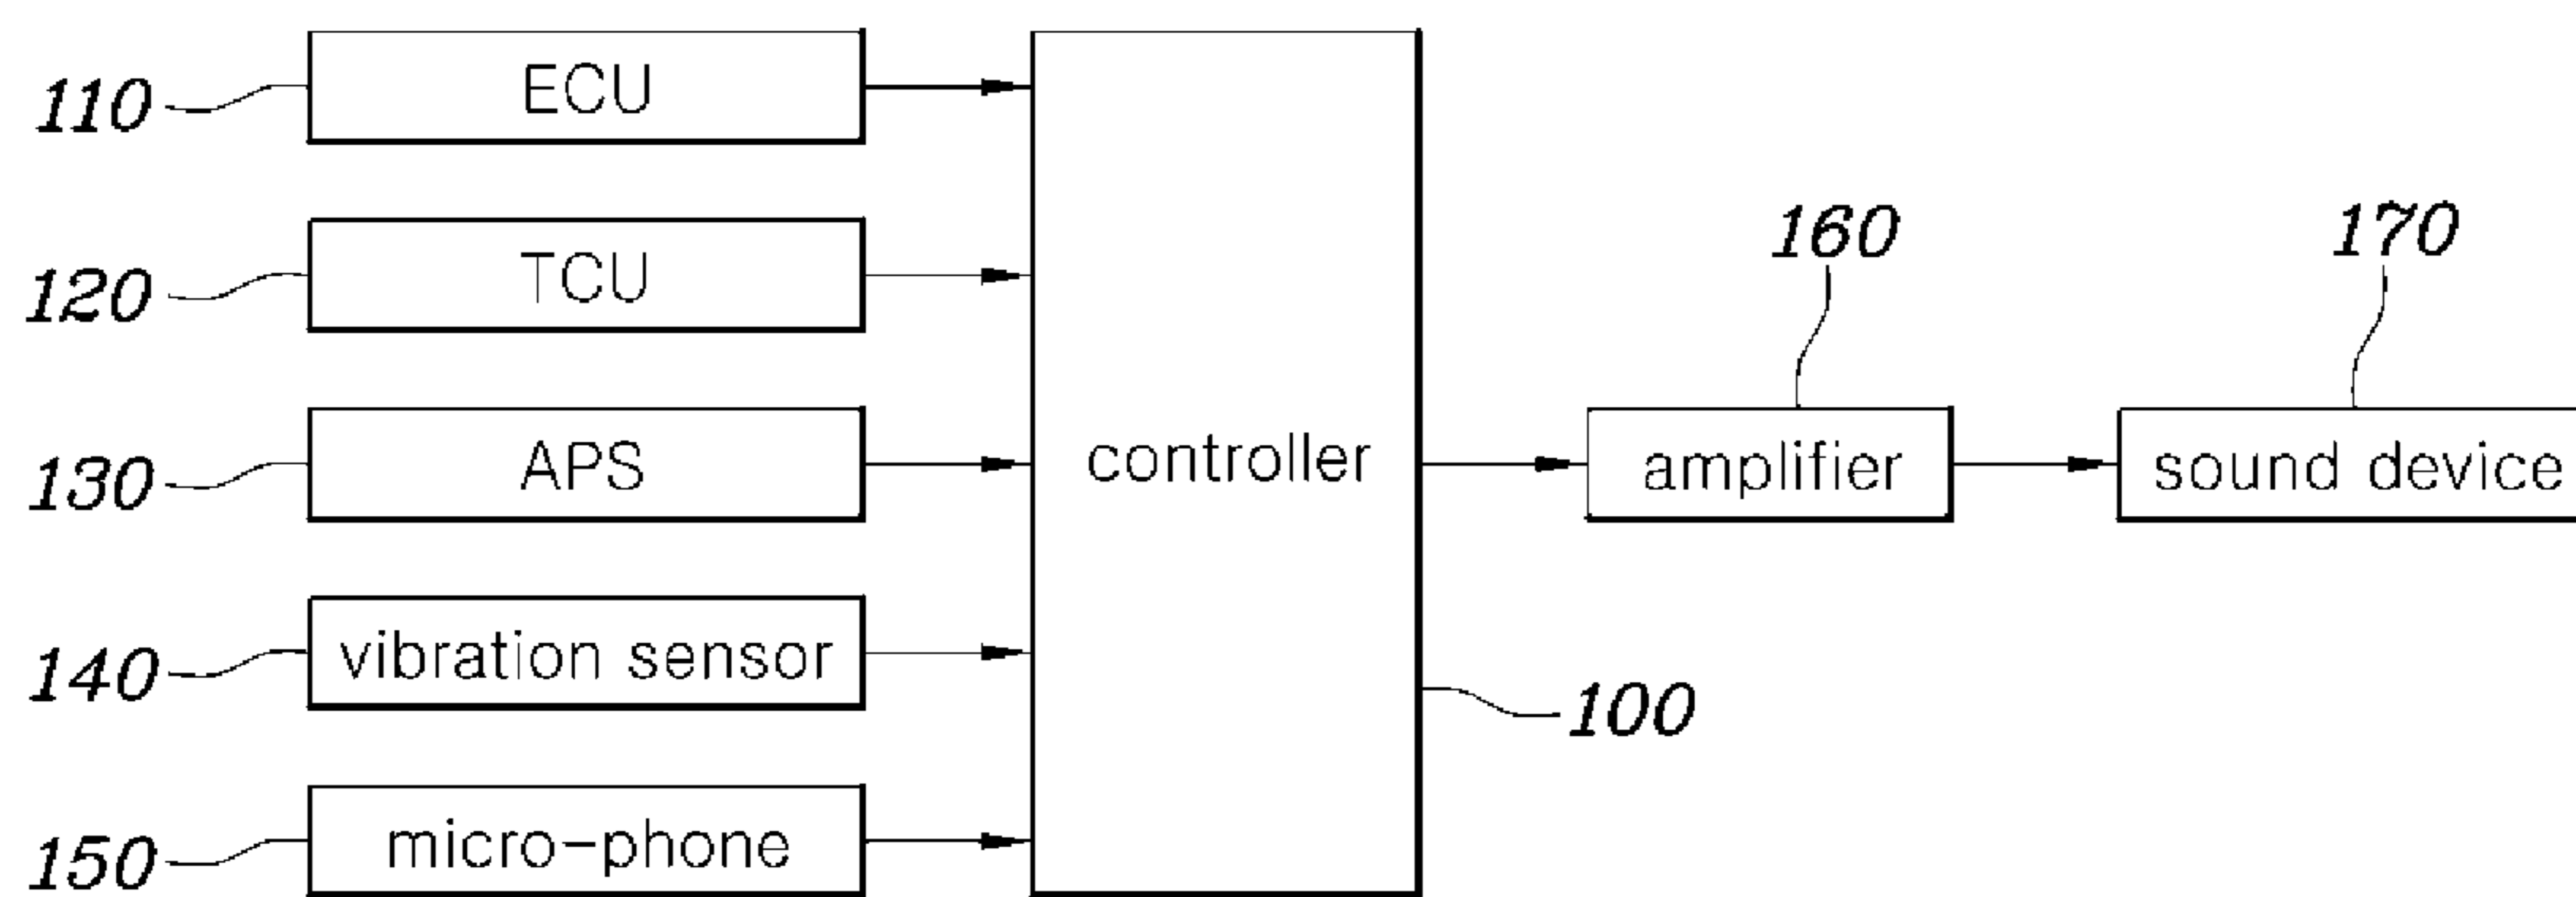 110 ECU
120 TCU
160
170
130 APS controller amplifier sound device
140 vibration sensor
100
150 micro-phone